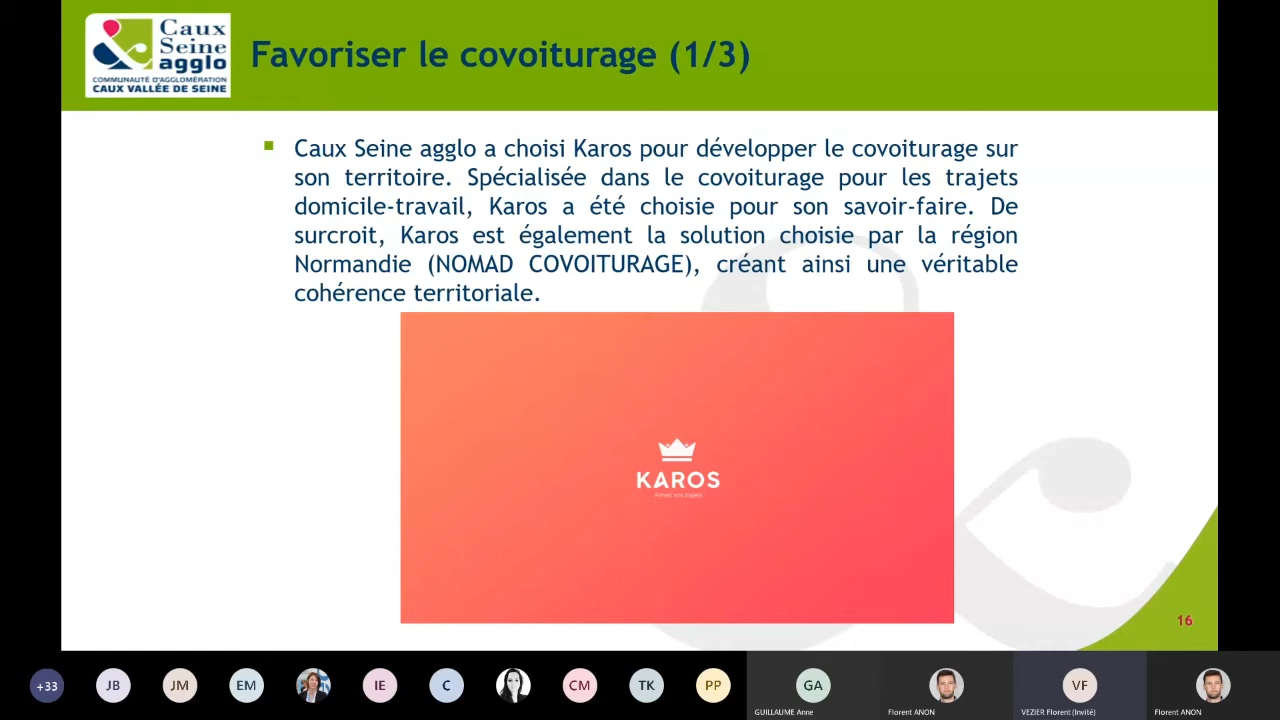 Caux
Seine
agglo
COMMUNAUTÉ D'AGGLOMÉRATION
CAUX VALLÉE DE SEINE
Favoriser le covoiturage (1/3)
Caux Seine agglo a choisi Karos pour développer le covoiturage sur
son territoire. Spécialisée dans le covoiturage pour les trajets
domicile-travail, Karos a été choisie pour son savoir-faire. De
surcroit, Karos est également la solution choisie par la région
Normandie (NOMAD COVOITURAGE), créant ainsi une véritable
cohérence territoriale.
KAROS
Aimez vos trajets
16
+33
JB
JM
EM
IE
C
CM
TK
PP
GA
VF
GUILLAUME Anne
Florent ANON
VEZIER Florent (Invité)
Florent ANON